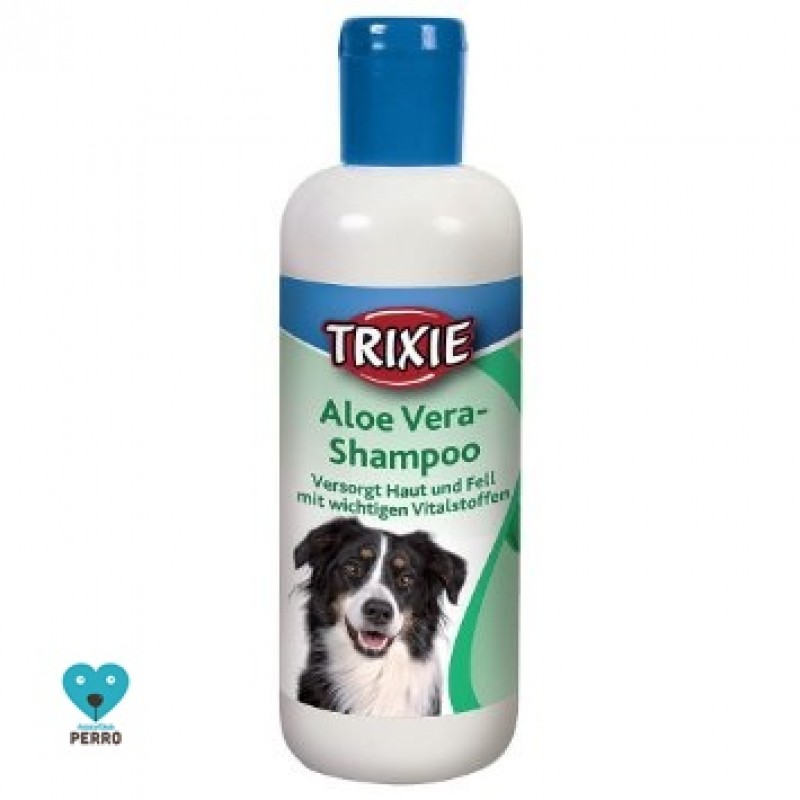 TRIXIE
Aloe Vera-
Shampoo
Versorgt Haut und Fell
mit wichtigen Vitalstoffen
PERRO